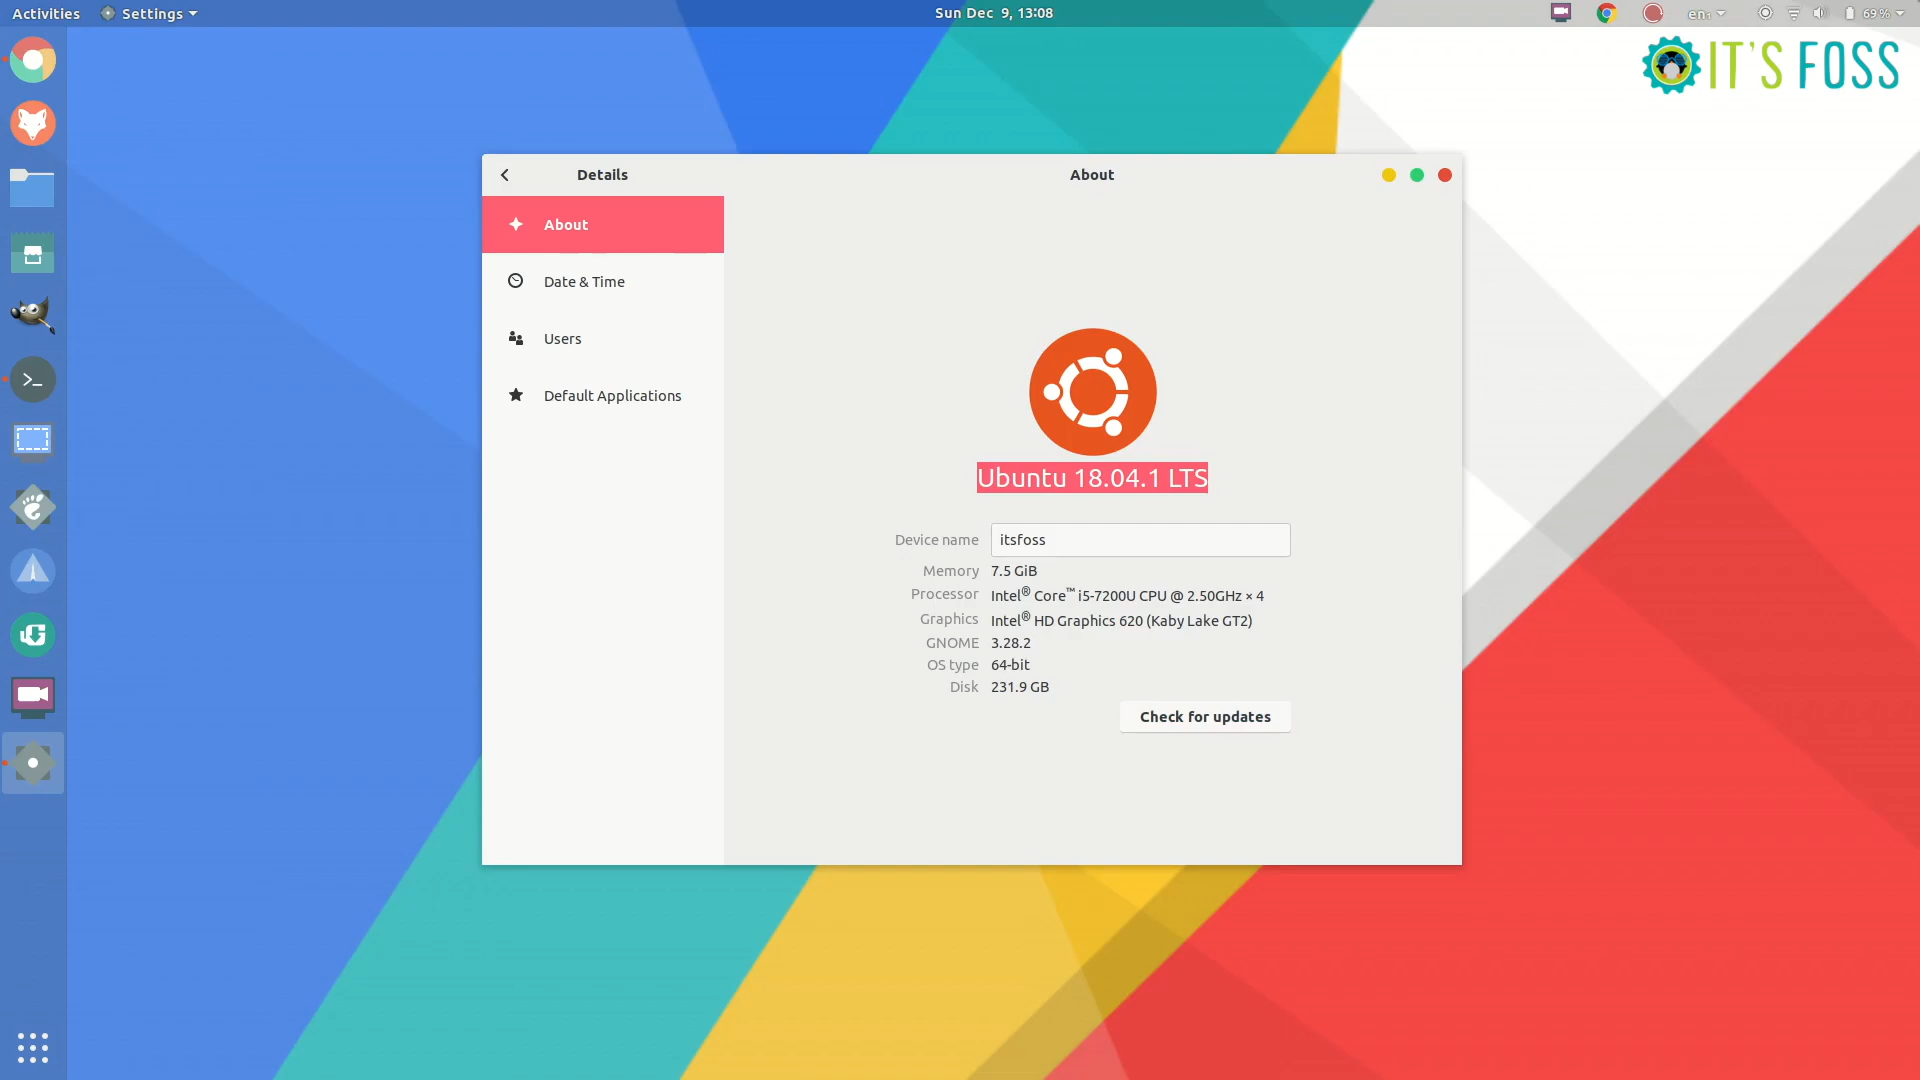 Activities
Settings
Sun Dec 9, 13:08
en₁
69 %
IT'S FOSS
Details
About
About
Date & Time
Users
Default Applications
Ubuntu 18.04.1 LTS
Device name itsfoss
Memory 7.5 GiB
Processor Intel® Core™ i5-7200U CPU @ 2.50GHz × 4
Graphics Intel® HD Graphics 620 (Kaby Lake GT2)
GNOME 3.28.2
OS type 64-bit
Disk 231.9 GB
Check for updates